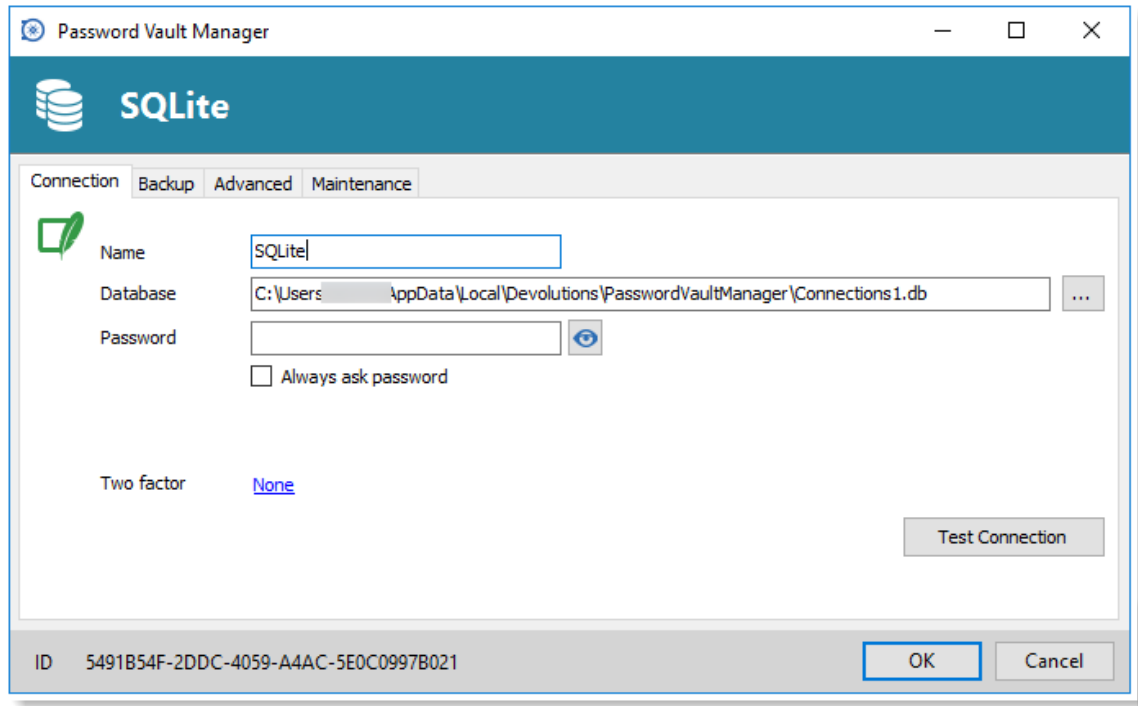 Password Vault Manager
SQLite
Connection Backup Advanced Maintenance
Name SQLite
Database C:\Users AppData\Local\Devolutions\PasswordVaultManager\Connections1.db ...
Password
Always ask password
Two factor None
Test Connection
ID 5491B54F-2DDC-4059-A4AC-5E0C0997B021 OK Cancel